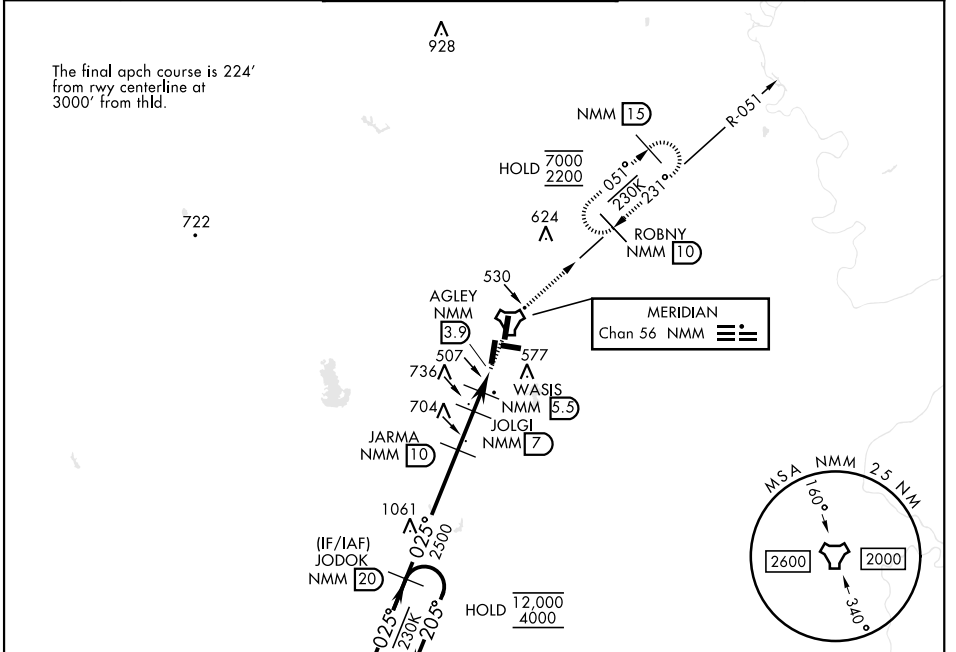 928
The final apch course is 224'
from rwy centerline at
3000' from thld.
R-051
NMM 15
HOLD 7000
2200
051°
230K
231°
722
624
ROBNY
NMM 10
530
AGLEY
NMM
3.9
MERIDIAN
Chan 56 NMM
507
577
736
WASIS
NMM 5.5
704
JOLGI
NMM 7
JARMA
NMM 10
MSA NMM 25 NM
160°
2600
2000
340°
1061
025°
2500
(IF/IAF)
JODOK
NMM 20
HOLD 12,000
4000
025°
230K
205°